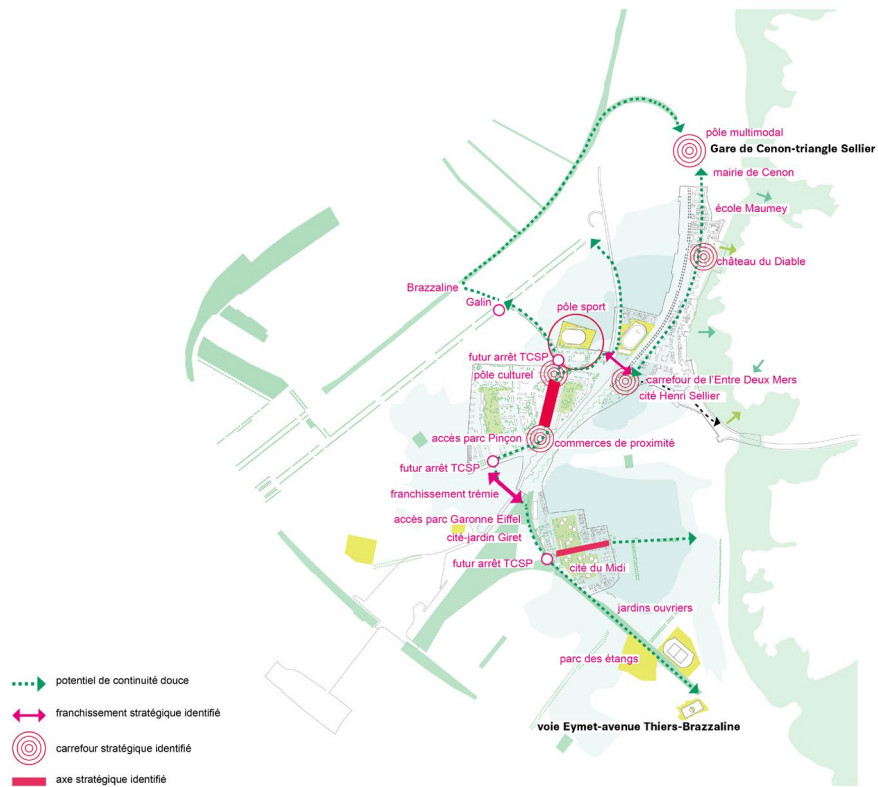 pôle multimodal
Gare de Cenon-triangle Sellier
mairie de Cenon
école Maumey
château du Diable
Brazzaline
Galin
pôle sport
futur arrêt TCSP
pôle culturel
carrefour de l'Entre Deux Mers
cité Henri Sellier
accès parc Pinçon
commerces de proximité
futur arrêt TCSP
franchissement trémie
accès parc Garonne Eiffel
cité-jardin Giret
futur arrêt TCSP
cité du Midi
jardins ouvriers
parc des étangs
voie Eymet-avenue Thiers-Brazzaline
potentiel de continuité douce
franchissement stratégique identifié
carrefour stratégique identifié
axe stratégique identifié